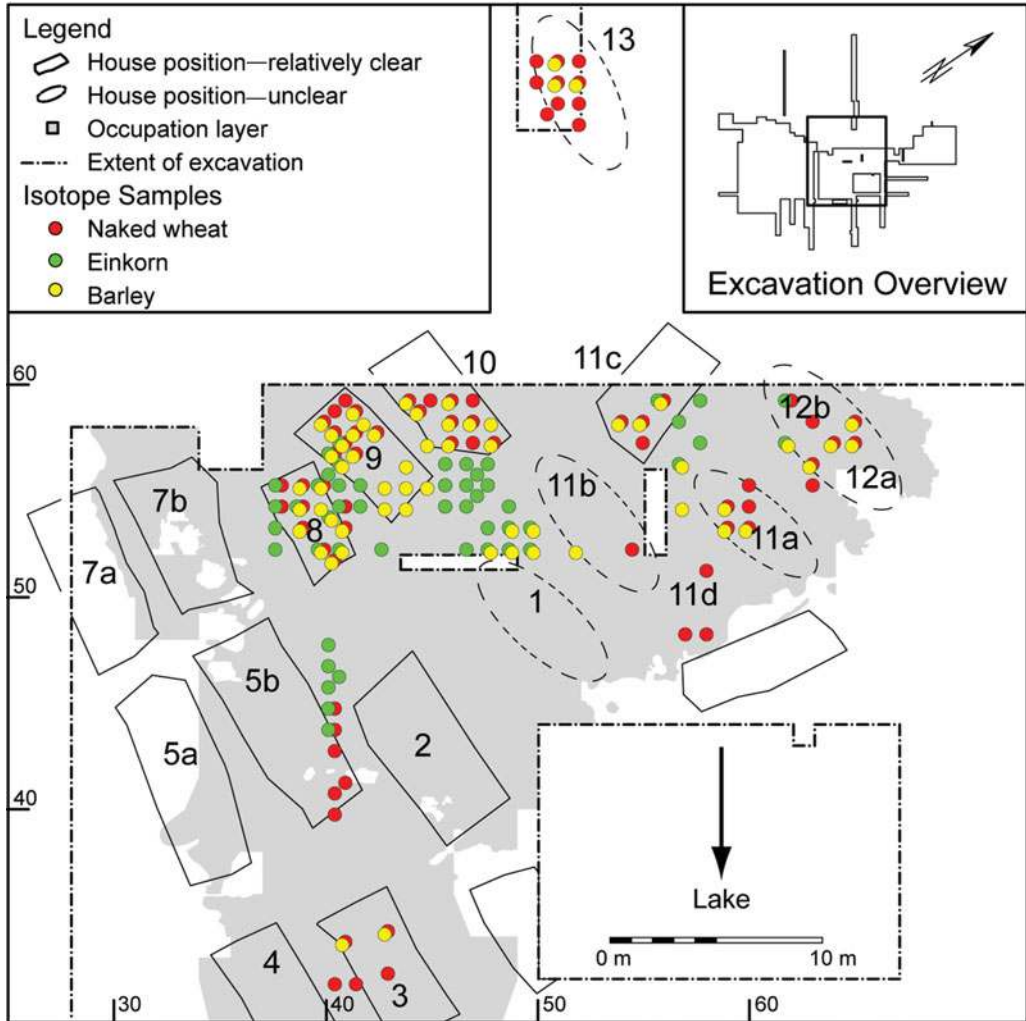 Legend
House position—relatively clear
House position—unclear
Occupation layer
Extent of excavation
Isotope Samples
Naked wheat
Einkorn
Barley
13
Excavation Overview
60
10
11c
12b
9
12a
7b
11b
8
11a
7a
50
1
11d
5b
2
5a
40
Lake
0 m
10 m
4
3
30
40
50
60